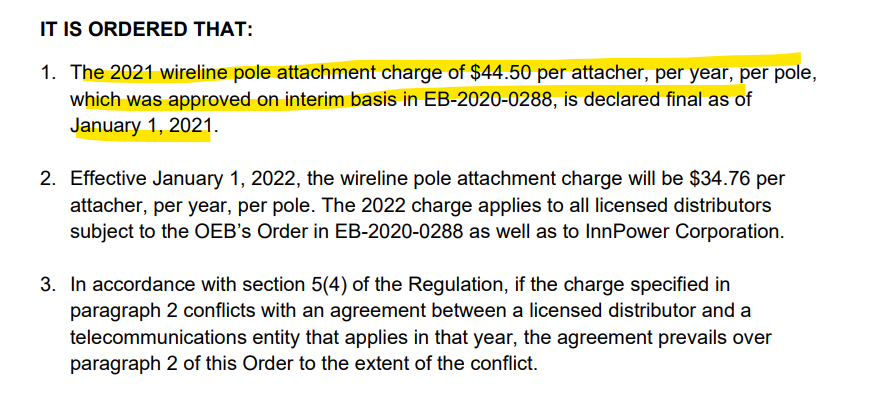 IT IS ORDERED THAT:
1. The 2021 wireline pole attachment charge of $44.50 per attacher, per year, per pole,
which was approved on interim basis in EB-2020-0288, is declared final as of
January 1, 2021.
2. Effective January 1, 2022, the wireline pole attachment charge will be $34.76 per
attacher, per year, per pole. The 2022 charge applies to all licensed distributors
subject to the OEB's Order in EB-2020-0288 as well as to InnPower Corporation.
3. In accordance with section 5(4) of the Regulation, if the charge specified in
paragraph 2 conflicts with an agreement between a licensed distributor and a
telecommunications entity that applies in that year, the agreement prevails over
paragraph 2 of this Order to the extent of the conflict.